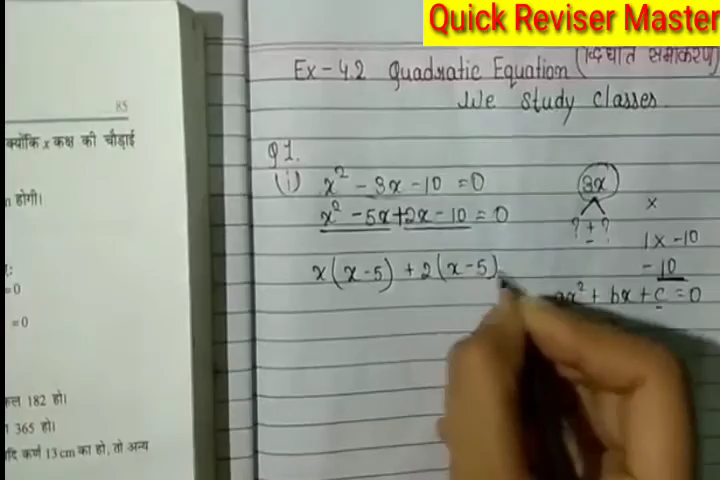 Quick Reviser Master
Ex-4.2 Quadratic Equation (द्विघात समीकरण)
We Study Classes
85
क्योंकि x कक्ष की चौड़ाई
होगी।
=0
=0
182 हो।
365 हो।
कर्ण 13 cm का हो, तो अन्य
Q1.
(i) x² - 3x - 10 = 0
x² - 5x + 2x - 10 = 0
x(x-5) + 2(x-5)
3x
? ± ?
x
1 x -10
-10
ax² + bx + c = 0